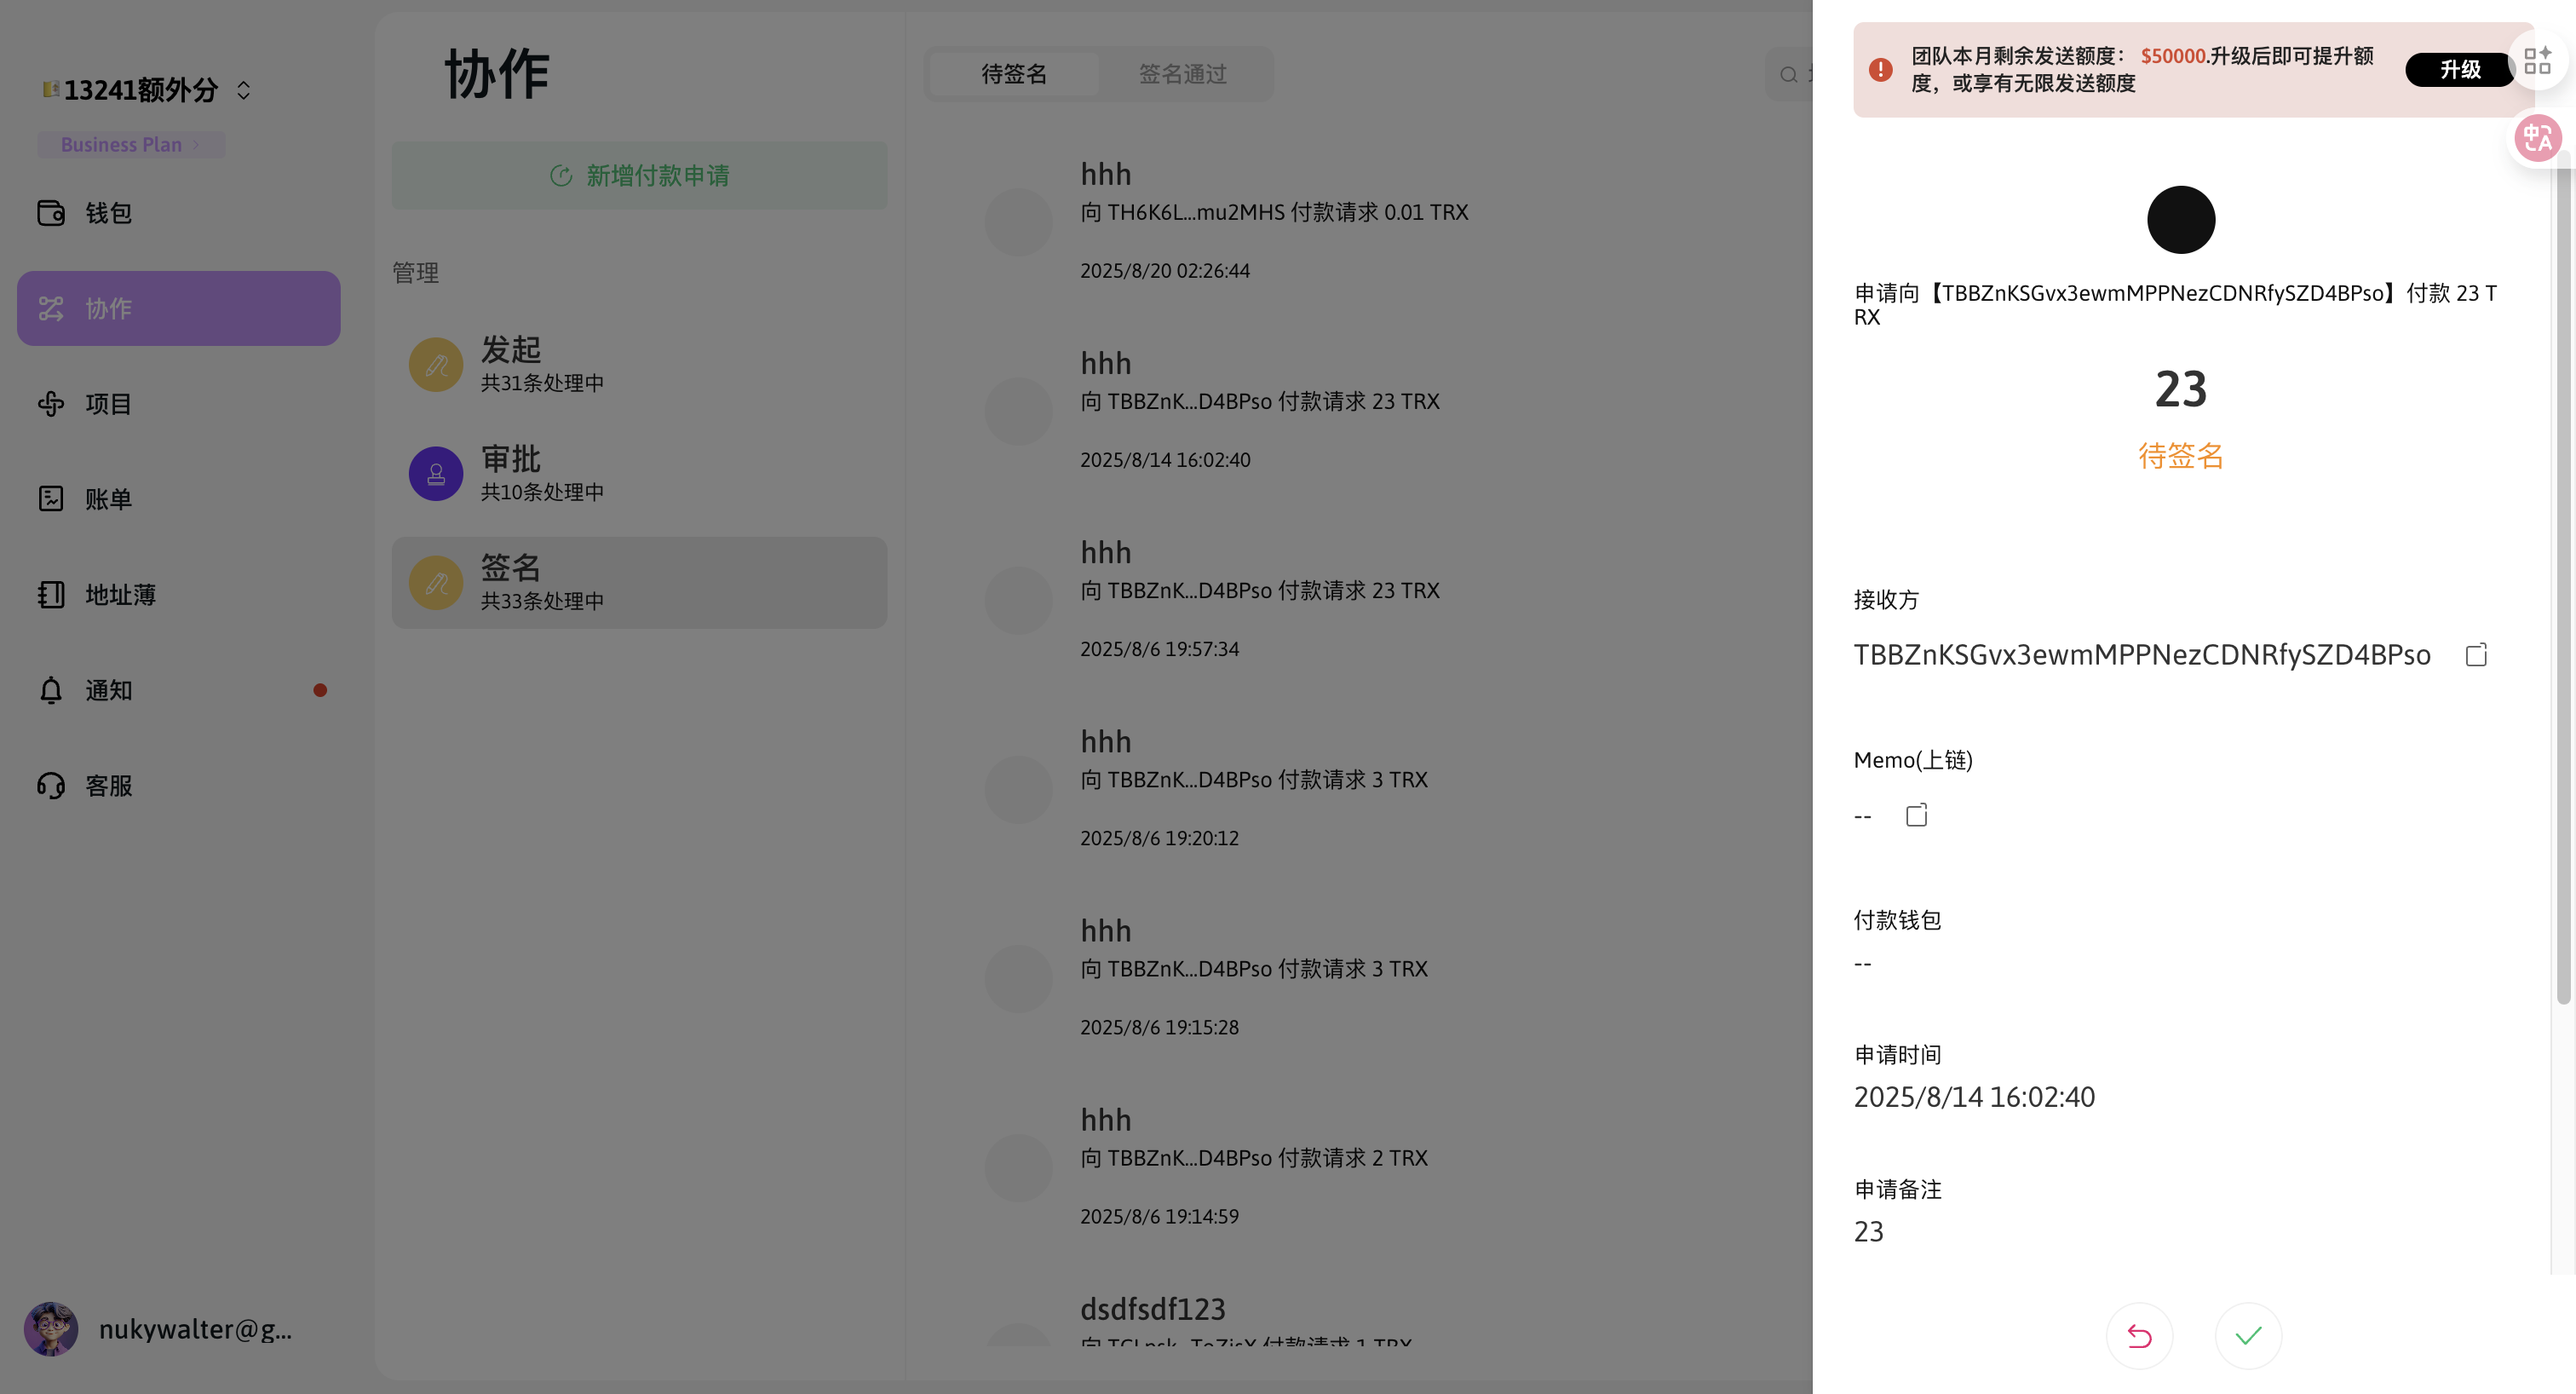 13241额外分
Business Plan
钱包
协作
项目
账单
地址薄
通知
客服
nukywalter@g...
协作
新增付款申请
管理
发起
共31条处理中
审批
共10条处理中
签名
共33条处理中
待签名
签名通过
hhh
向 TH6K6L...mu2MHS 付款请求 0.01 TRX
2025/8/20 02:26:44
hhh
向 TBBZnK...D4BPso 付款请求 23 TRX
2025/8/14 16:02:40
hhh
向 TBBZnK...D4BPso 付款请求 23 TRX
2025/8/6 19:57:34
hhh
向 TBBZnK...D4BPso 付款请求 3 TRX
2025/8/6 19:20:12
hhh
向 TBBZnK...D4BPso 付款请求 3 TRX
2025/8/6 19:15:28
hhh
向 TBBZnK...D4BPso 付款请求 2 TRX
2025/8/6 19:14:59
dsdfsdf123
付款请求 1 TRX
团队本月剩余发送额度： $50000.升级后即可提升额
度，或享有无限发送额度
升级
申请向【TBBZnKSGvx3ewmMPPNezCDNRfySZD4BPso】付款 23 T
RX
23
待签名
接收方
TBBZnKSGvx3ewmMPPNezCDNRfySZD4BPso
Memo(上链)
--
付款钱包
--
申请时间
2025/8/14 16:02:40
申请备注
23